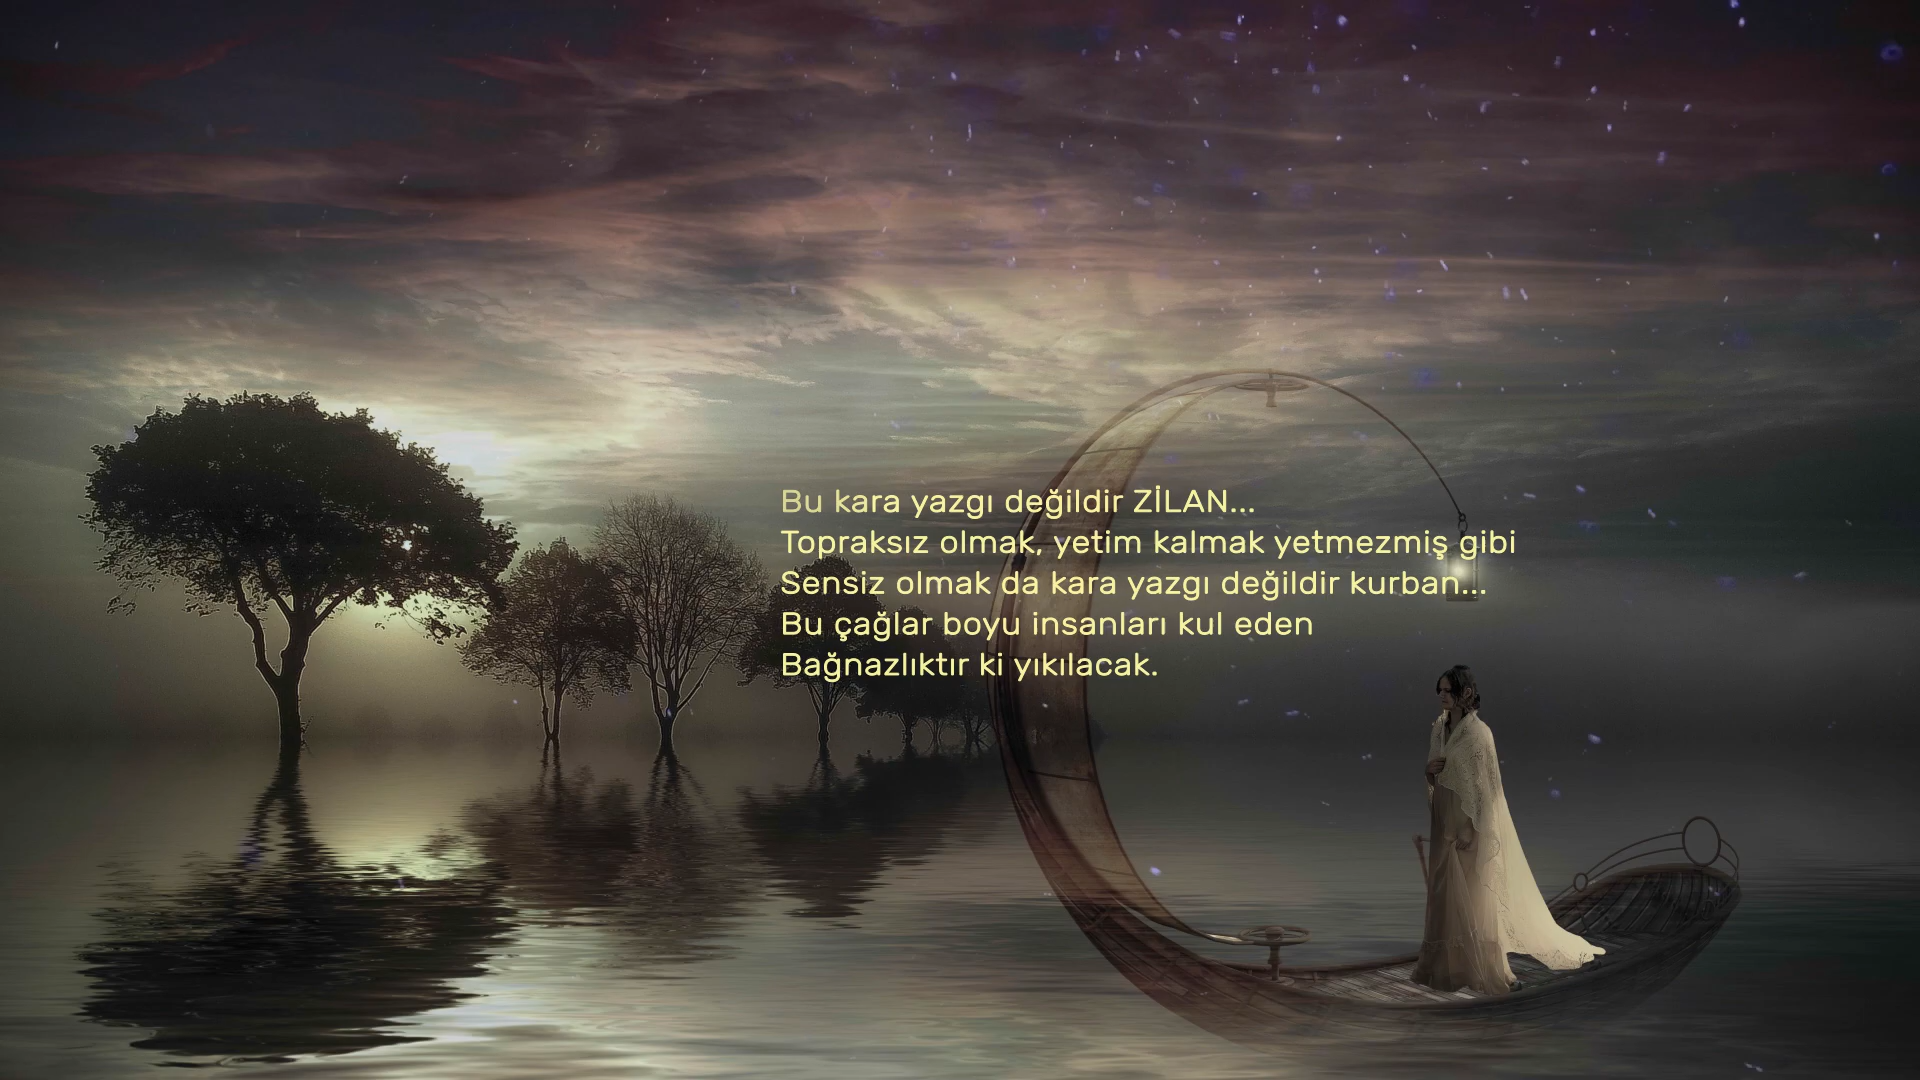 Bu kara yazgı değildir ZİLAN...
Topraksız olmak, yetim kalmak yetmezmiş gibi
Sensiz olmak da kara yazgı değildir kurban...
Bu çağlar boyu insanları kul eden
Bağnazlıktır ki yıkılacak.